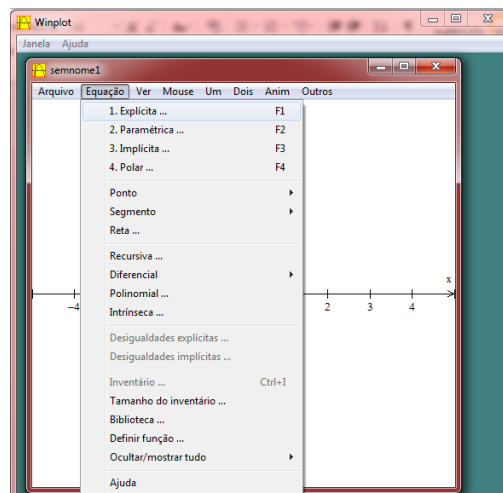 Winplot
Janela Ajuda
semnome1
Arquivo Equação Ver Mouse Um Dois Anim Outros
1. Explícita ... F1
2. Paramétrica ... F2
3. Implícita ... F3
4. Polar ... F4
Ponto
Segmento
Reta ...
Recursiva ...
Diferencial
Polinomial ...
Intrínseca ...
x
-4 2 3 4
Desigualdades explícitas ...
Desigualdades implícitas ...
Inventário ... Ctrl+I
Tamanho do inventário ...
Biblioteca ...
Definir função ...
Ocultar/mostrar tudo
Ajuda